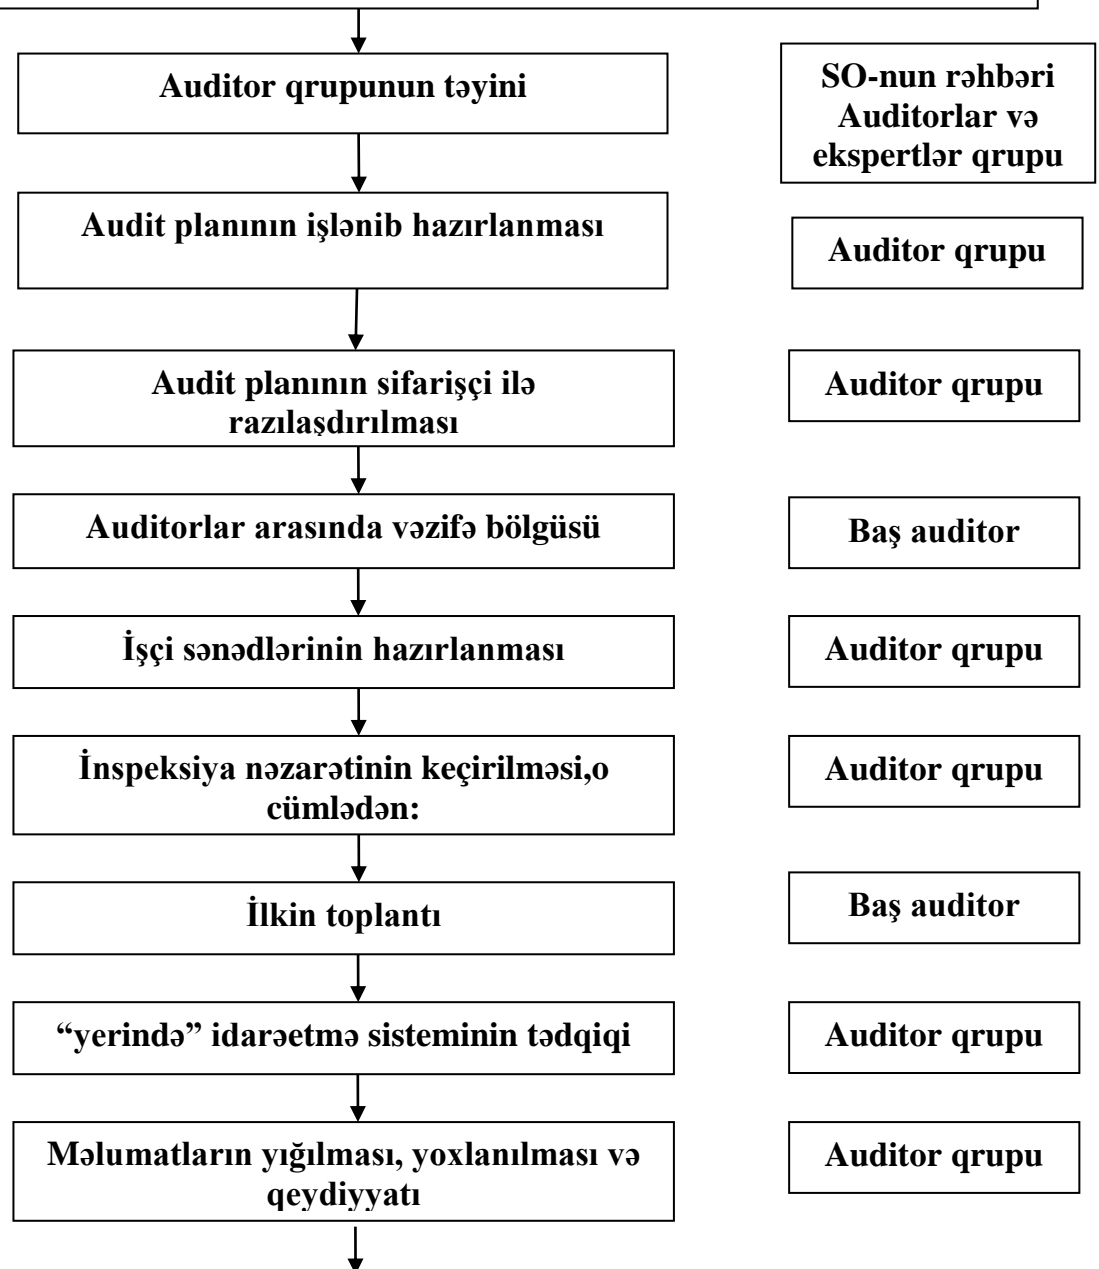 Auditor qrupunun təyini
SO-nun rəhbəri
Auditorlar və
ekspertlər qrupu
Audit planının işlənib hazırlanması
Auditor qrupu
Audit planının sifarişçi ilə
razılaşdırılması
Auditor qrupu
Auditorlar arasında vəzifə bölgüsü
Baş auditor
İşçi sənədlərinin hazırlanması
Auditor qrupu
İnspeksiya nəzarətinin keçirilməsi,o
cümlədən:
Auditor qrupu
İlkin toplantı
Baş auditor
“yerində” idarəetmə sisteminin tədqiqi
Auditor qrupu
Məlumatların yığılması, yoxlanılması və
qeydiyyatı
Auditor qrupu